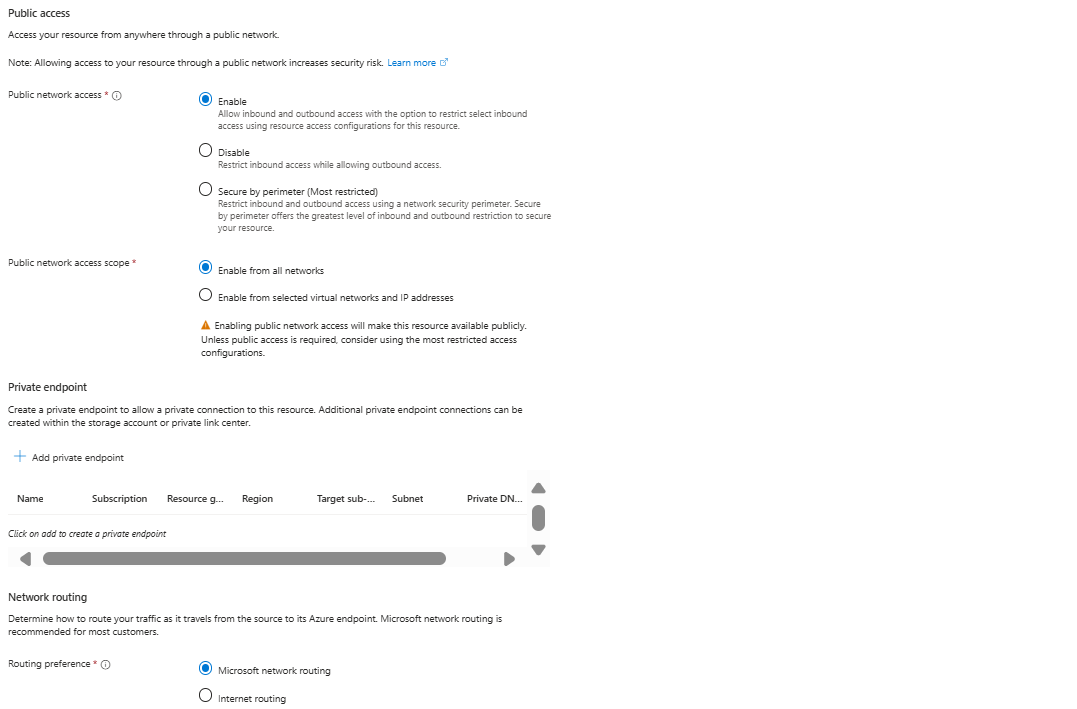 Public access
Access your resource from anywhere through a public network.
Note: Allowing access to your resource through a public network increases security risk. Learn more
Public network access *
Enable
Allow inbound and outbound access with the option to restrict select inbound
access using resource access configurations for this resource.
Disable
Restrict inbound access while allowing outbound access.
Secure by perimeter (Most restricted)
Restrict inbound and outbound access using a network security perimeter. Secure
by perimeter offers the greatest level of inbound and outbound restriction to secure
your resource.
Public network access scope *
Enable from all networks
Enable from selected virtual networks and IP addresses
Enabling public network access will make this resource available publicly.
Unless public access is required, consider using the most restricted access
configurations.
Private endpoint
Create a private endpoint to allow a private connection to this resource. Additional private endpoint connections can be
created within the storage account or private link center.
Add private endpoint
Name Subscription Resource g... Region Target sub-... Subnet Private DN...
Click on add to create a private endpoint
Network routing
Determine how to route your traffic as it travels from the source to its Azure endpoint. Microsoft network routing is
recommended for most customers.
Routing preference *
Microsoft network routing
Internet routing